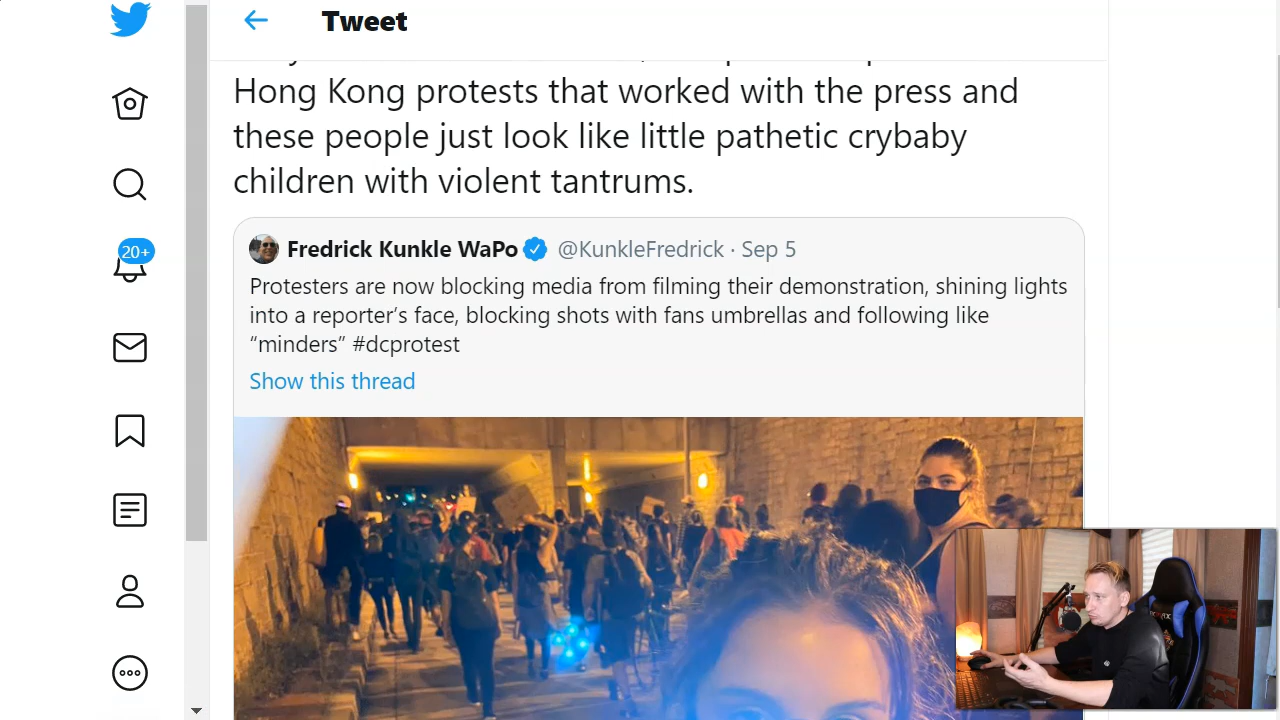 Tweet
Hong Kong protests that worked with the press and
these people just look like little pathetic crybaby
children with violent tantrums.
20+
Fredrick Kunkle WaPo @KunkleFredrick · Sep 5
Protesters are now blocking media from filming their demonstration, shining lights
into a reporter’s face, blocking shots with fans umbrellas and following like
“minders” #dcprotest
Show this thread